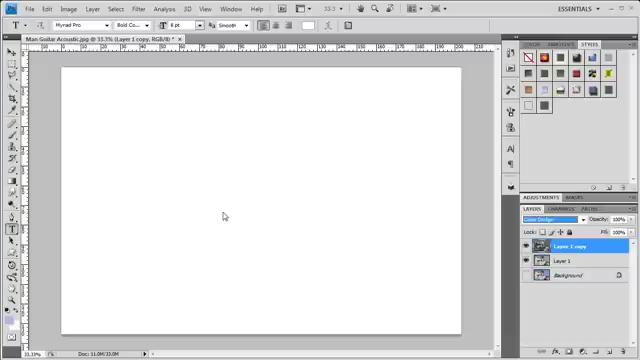 File Edit Image Layer Select Filter Analysis 3D View Window Help 33.3 ESSENTIALS
Myriad Pro Bold Co... 6 pt Smooth
Man Guitar Acoustic.jpg @ 33.3% (Layer 1 copy, RGB/8) *
COLOR SWATCHES STYLES
ADJUSTMENTS MASKS
LAYERS CHANNELS PATHS
Color Dodge Opacity: 100%
Lock: Fill: 100%
Layer 1 copy
Layer 1
Background
33.33% Doc: 11.0M/33.0M